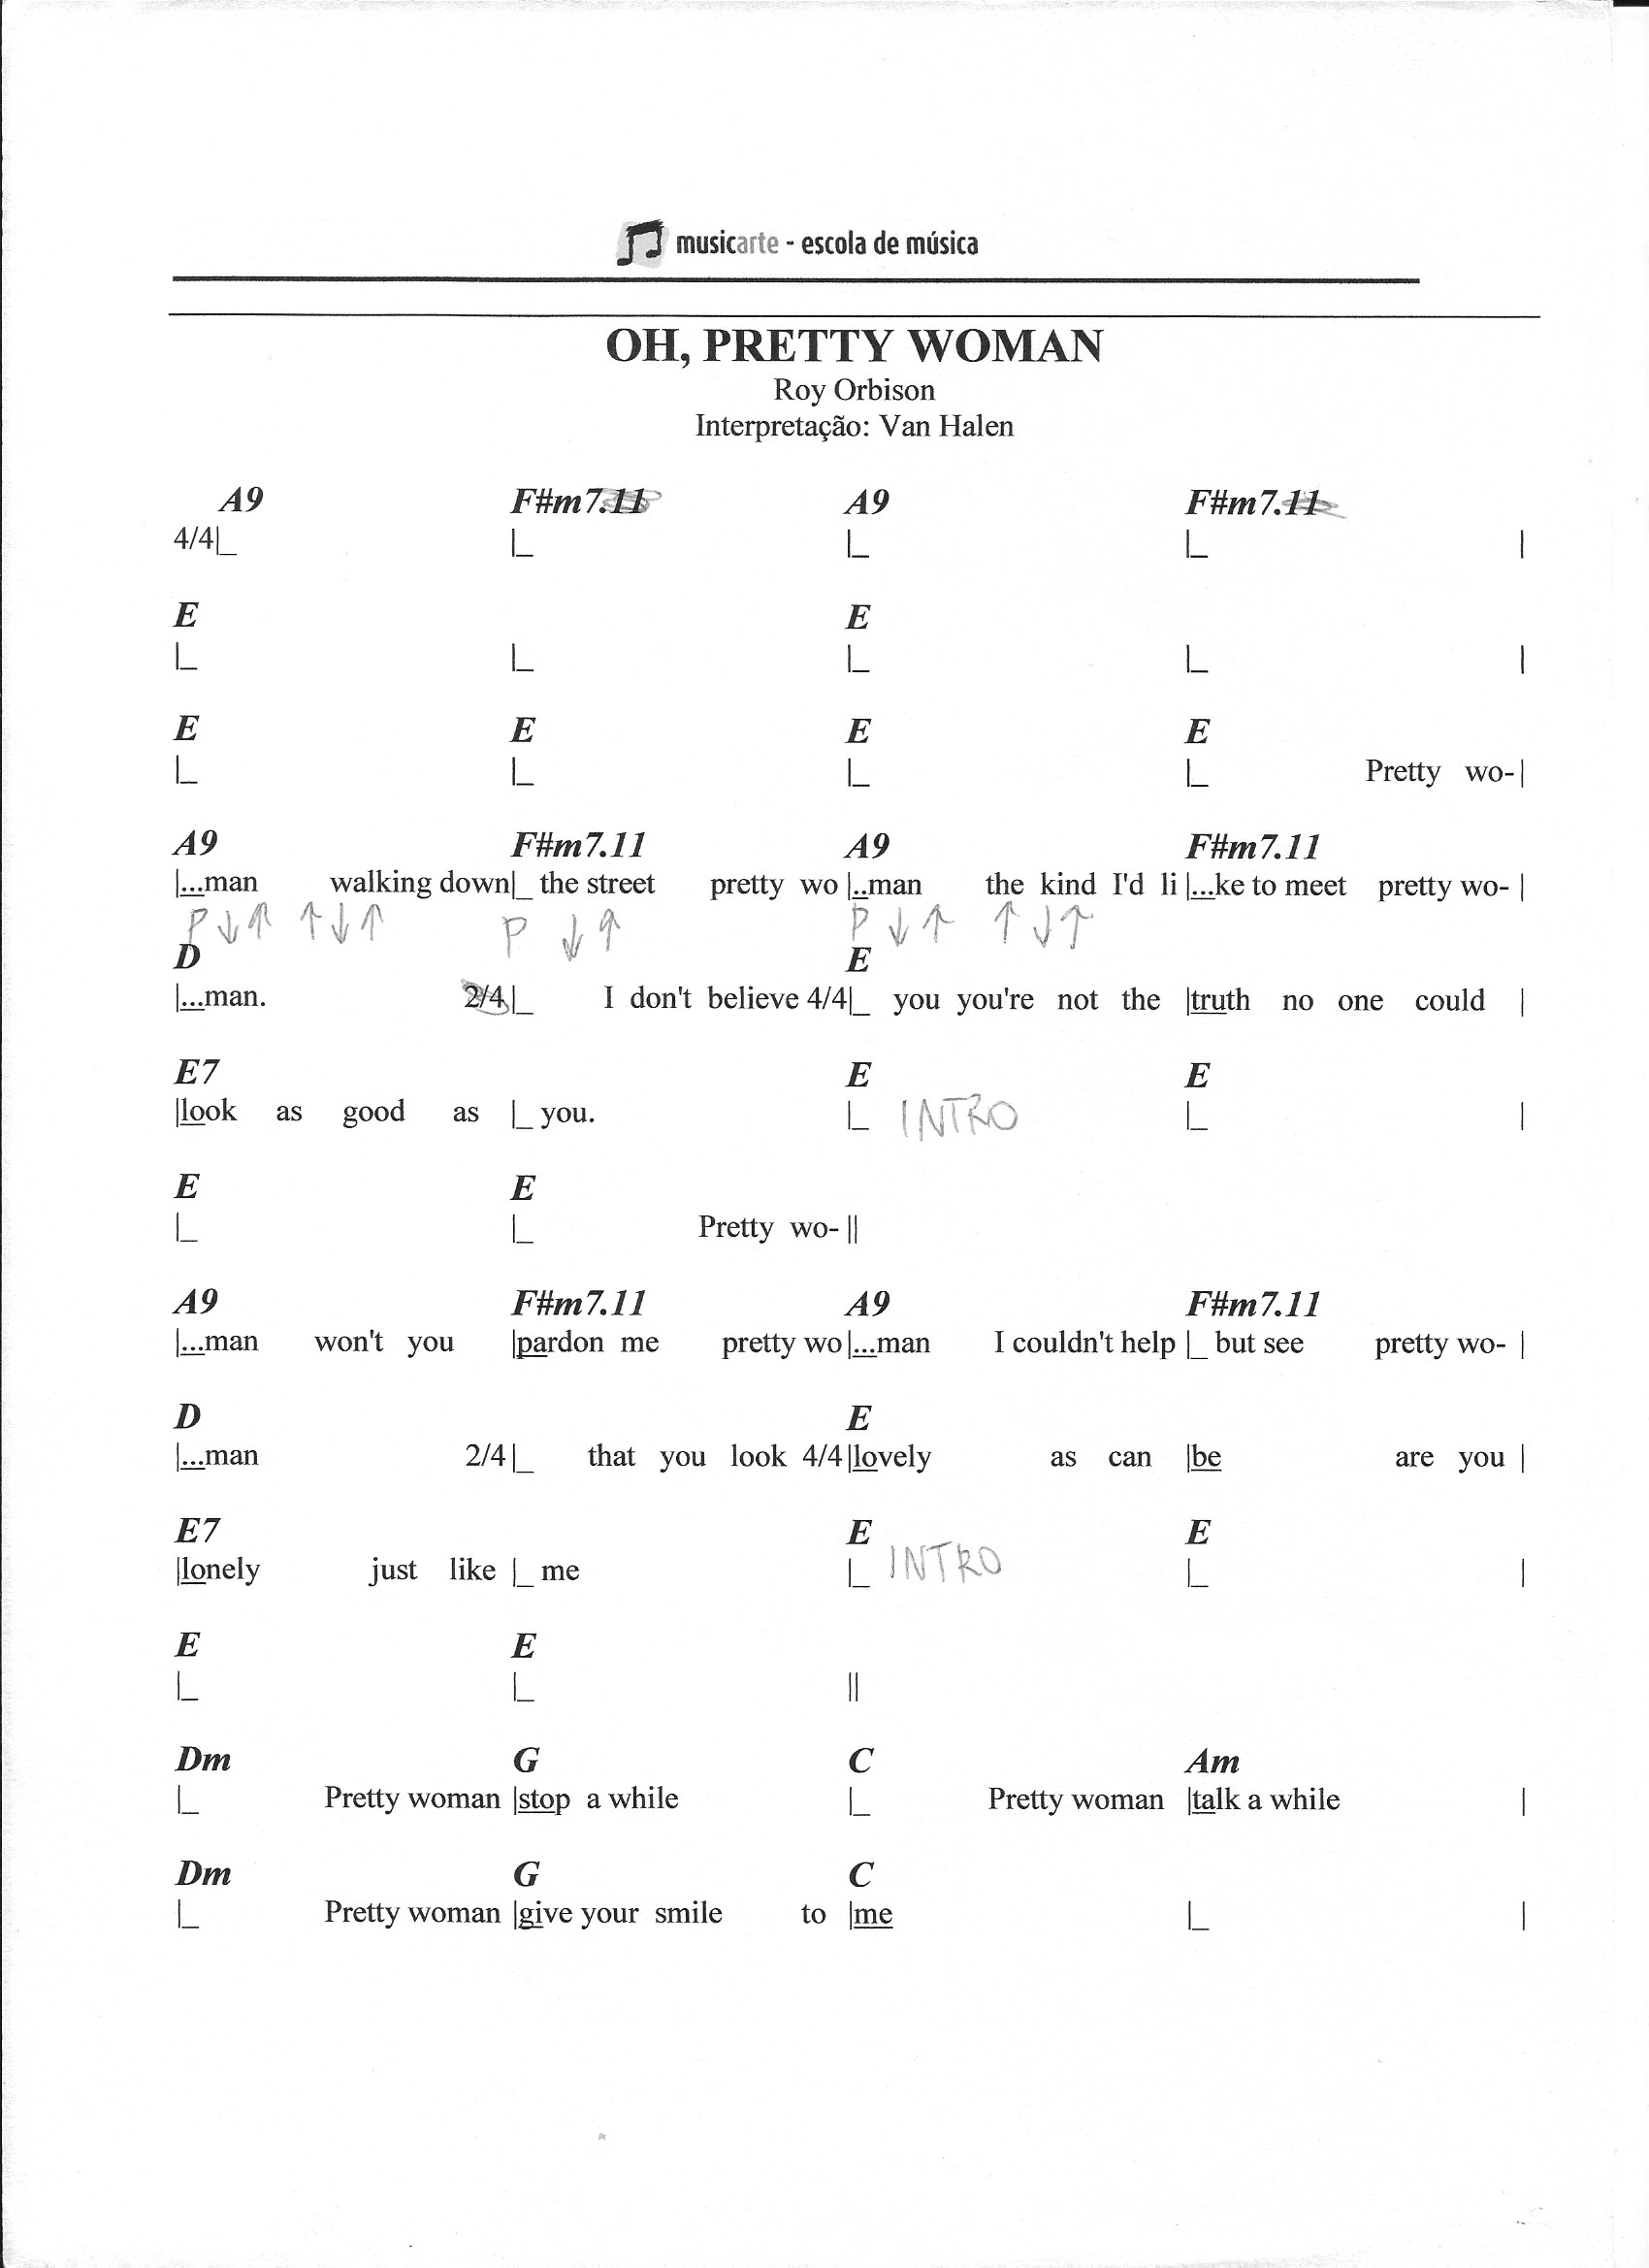 musicarte - escola de música
OH, PRETTY WOMAN
Roy Orbison
Interpretação: Van Halen
A9 F#m7.11 A9 F#m7.11
4/4|_ |_ |_ |_ |
E E
|_ |_ |_ |_ |
E E E E
|_ |_ |_ |_ Pretty wo-|
A9 F#m7.11 A9 F#m7.11
|...man walking down|_ the street pretty wo |..man the kind I'd li |...ke to meet pretty wo- |
P ↓ ↑ ↑ ↓ ↑ P ↓ ↑ P ↓ ↑ ↑ ↓ ↑
D E
|...man. 2/4|_ I don't believe 4/4|_ you you're not the |truth no one could |
E7 E E
|look as good as |_ you. |_ INTRO |_ |
E E
|_ |_ Pretty wo- ||
A9 F#m7.11 A9 F#m7.11
|...man won't you |pardon me pretty wo|...man I couldn't help |_ but see pretty wo- |
D E
|...man 2/4|_ that you look 4/4|lovely as can |be are you |
E7 E E
|lonely just like |_ me |_ INTRO |_ |
E E
|_ |_ ||
Dm G C Am
|_ Pretty woman |stop a while |_ Pretty woman |talk a while |
Dm G C
|_ Pretty woman |give your smile to |me |_ |